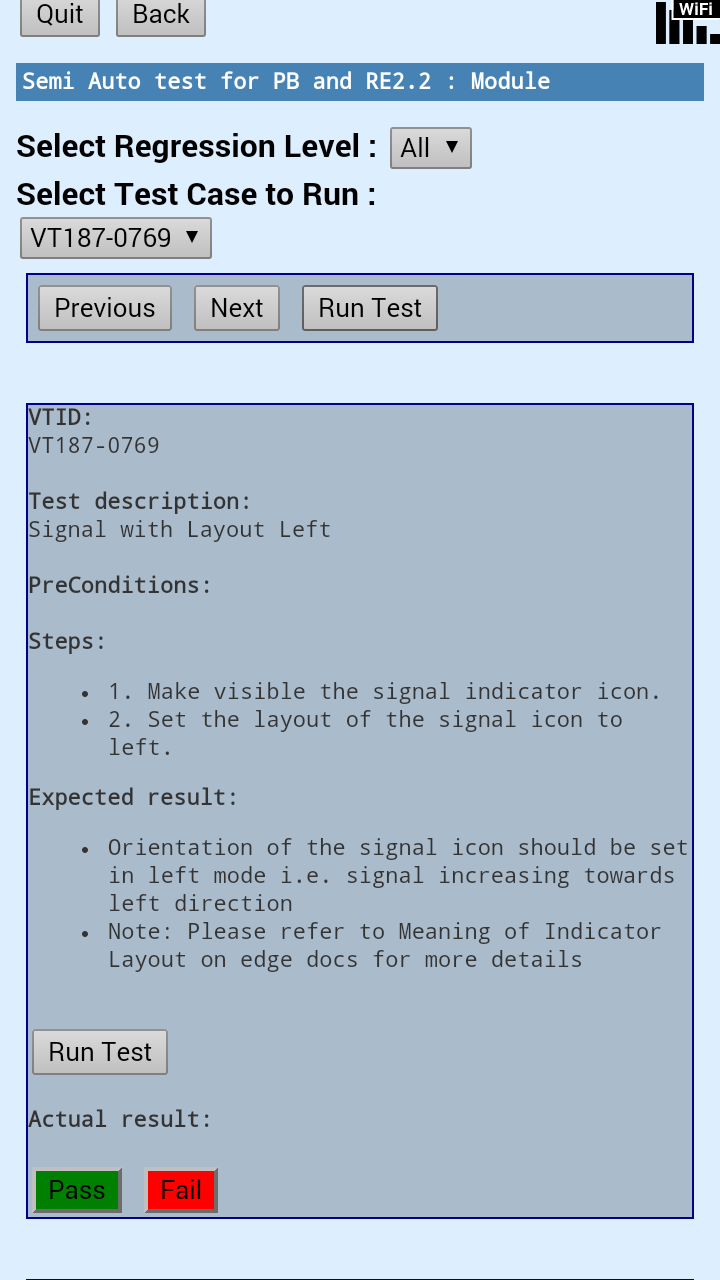 Quit Back WiFi
Semi Auto test for PB and RE2.2 : Module
Select Regression Level : All ▼
Select Test Case to Run :
VT187-0769 ▼
Previous Next Run Test
VTID:
VT187-0769
Test description:
Signal with Layout Left
PreConditions:
Steps:
• 1. Make visible the signal indicator icon.
• 2. Set the layout of the signal icon to
left.
Expected result:
• Orientation of the signal icon should be set
in left mode i.e. signal increasing towards
left direction
• Note: Please refer to Meaning of Indicator
Layout on edge docs for more details
Run Test
Actual result:
Pass Fail